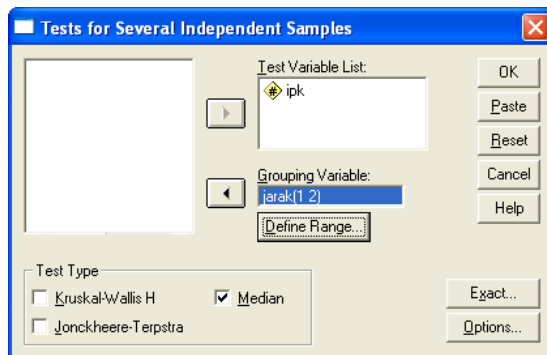 Tests for Several Independent Samples
Test Variable List:
ipk
Grouping Variable:
jarak(1 2)
Define Range...
OK
Paste
Reset
Cancel
Help
Test Type
Kruskal-Wallis H
Median
Jonckheere-Terpstra
Exact...
Options...